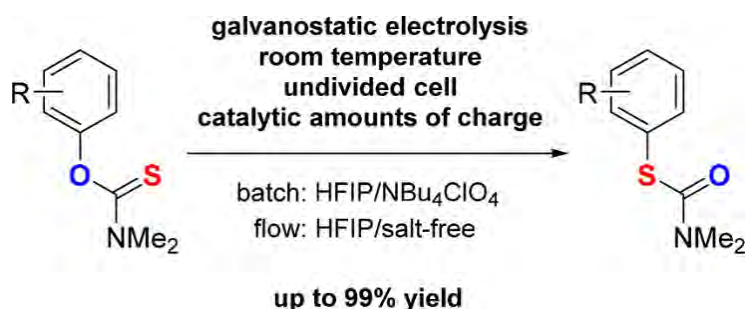 galvanostatic electrolysis
room temperature
undivided cell
catalytic amounts of charge
R
O
S
NMe₂
batch: HFIP/NBu₄ClO₄
flow: HFIP/salt-free
R
S
O
NMe₂
up to 99% yield